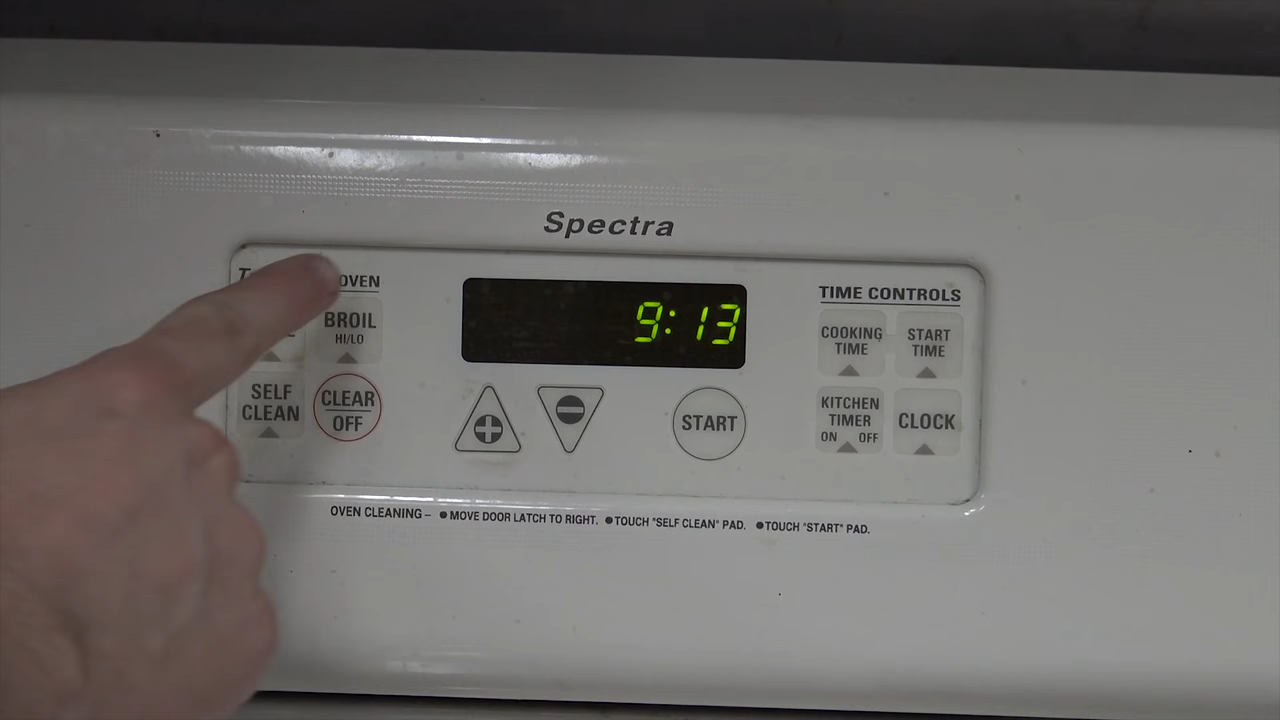 Spectra
OVEN
BROIL
HI/LO
SELF
CLEAN
CLEAR
OFF
9:13
START
TIME CONTROLS
COOKING
TIME
START
TIME
KITCHEN
TIMER
ON OFF
CLOCK
OVEN CLEANING – ● MOVE DOOR LATCH TO RIGHT. ● TOUCH "SELF CLEAN" PAD. ● TOUCH "START" PAD.